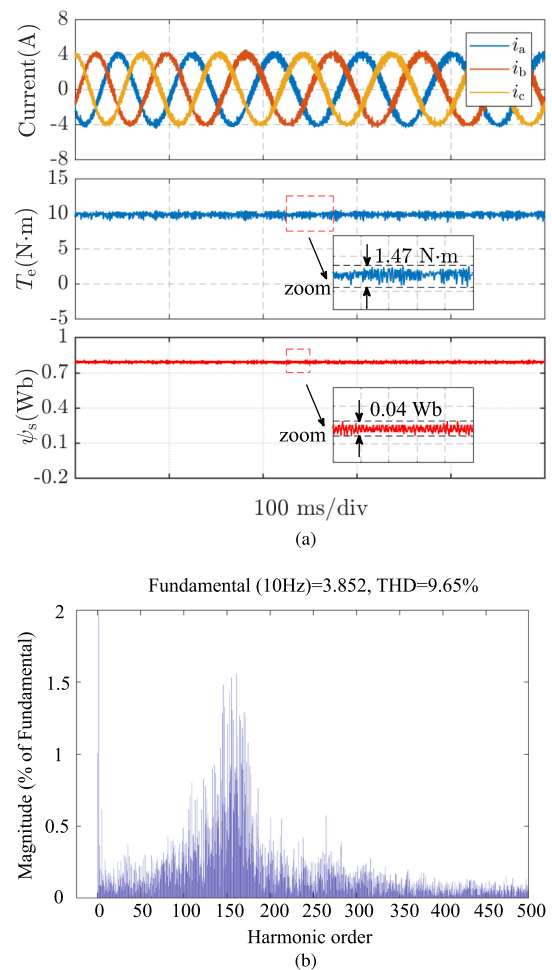 8
4
0
-4
-8
Current(A)
i_a
i_b
i_c
15
10
5
0
-5
T_e(N·m)
1.47 N·m
zoom
1
0.7
0.4
0.1
-0.2
ψ_s(Wb)
0.04 Wb
zoom
100 ms/div
(a)
Fundamental (10Hz)=3.852, THD=9.65%
2
1.5
1
0.5
0
Magnitude (% of Fundamental)
0 50 100 150 200 250 300 350 400 450 500
Harmonic order
(b)